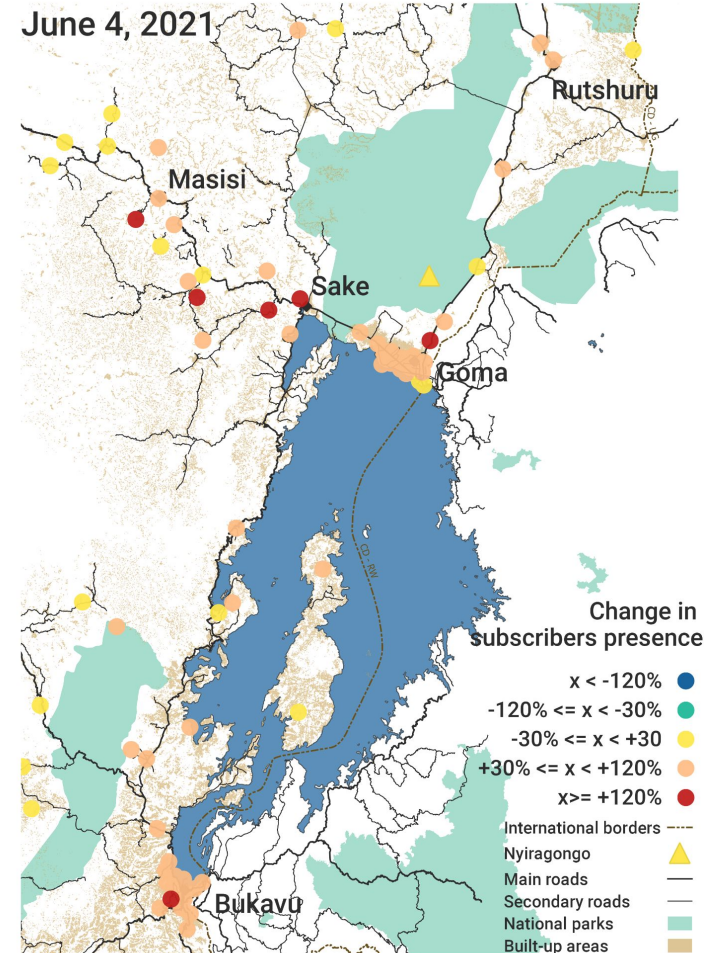 June 4, 2021
Rutshuru
Masisi
Sake
Goma
CD - RW
Change in
subscribers presence
x < -120%
-120% <= x < -30%
-30% <= x < +30
+30% <= x < +120%
x>= +120%
International borders
Nyiragongo
Main roads
Secondary roads
National parks
Built-up areas
Bukavu